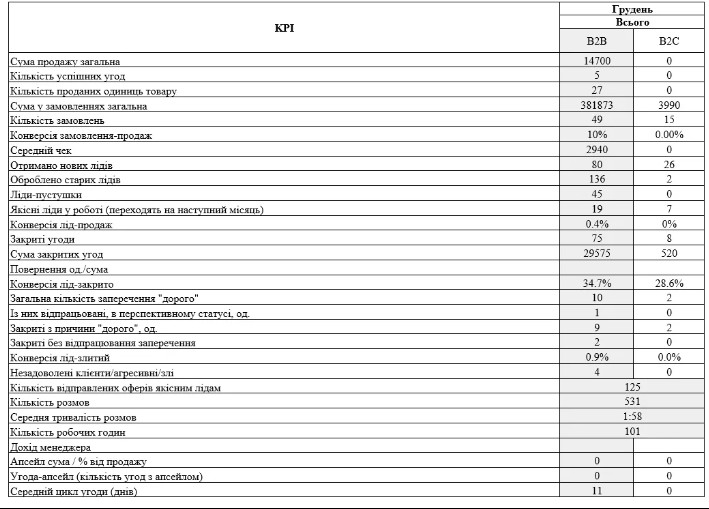 KPI
Грудень
Всього
B2B B2C
Сума продажу загальна 14700 0
Кількість успішних угод 5 0
Кількість проданих одиниць товару 27 0
Сума у замовленнях загальна 381873 3990
Кількість замовлень 49 15
Конверсія замовлення-продаж 10% 0.00%
Середній чек 2940 0
Отримано нових лідів 80 26
Оброблено старих лідів 136 2
Ліди-пустушки 45 0
Якісні ліди у роботі (переходять на наступний місяць) 19 7
Конверсія лід-продаж 0.4% 0%
Закриті угоди 75 8
Сума закритих угод 29575 520
Повернення од./сума
Конверсія лід-закрито 34.7% 28.6%
Загальна кількість заперечення "дорого" 10 2
Із них відпрацьовані, в перспективному статусі, од. 1 0
Закриті з причини "дорого", од. 9 2
Закриті без відпрацювання заперечення 2 0
Конверсія лід-злитий 0.9% 0.0%
Незадоволені клієнти/агресивні/злі 4 0
Кількість відправлених оферів якісним лідам 125
Кількість розмов 531
Середня тривалість розмов 1:58
Кількість робочих годин 101
Дохід менеджера
Апсейл сума / % від продажу 0 0
Угода-апсейл (кількість угод з апсейлом) 0 0
Середній цикл угоди (днів) 11 0